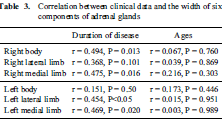 Table 3. Correlation between clinical data and the width of six
components of adrenal glands
Duration of disease Ages
Right body r = 0.494, P = 0.013 r = 0.067, P = 0.760
Right lateral limb r = 0.368, P = 0.101 r = 0.039, P = 0.869
Right medial limb r = 0.475, P = 0.016 r = 0.216, P = 0.303
Left body r = 0.151, P = 0.50 r = 0.173, P = 0.446
Left lateral limb r = 0.454, P<0.05 r = 0.015, P = 0.951
Left medial limb r = 0.469, P = 0.020 r = 0.003, P = 0.989